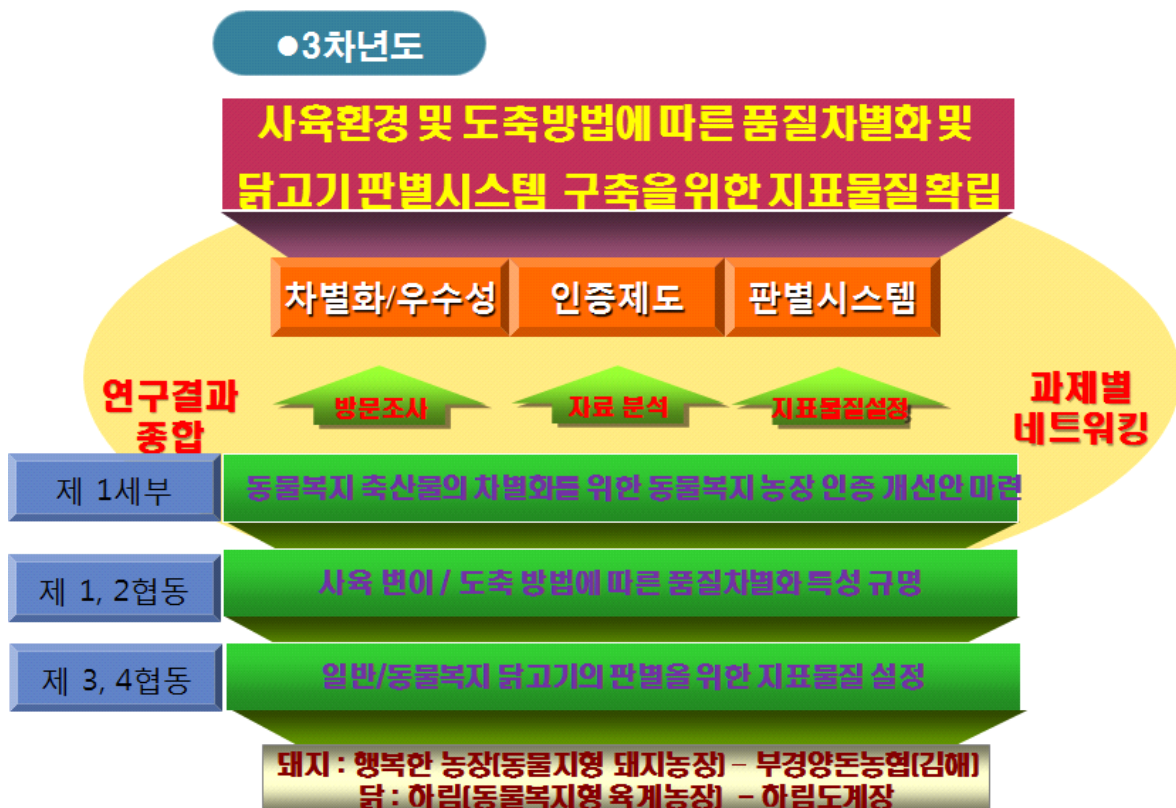 ●3차년도
사육환경 및 도축방법에 따른 품질차별화 및
닭고기 판별시스템 구축을 위한 지표물질 확립
차별화/우수성
인증제도
판별시스템
연구결과
종합
방문조사
자료 분석
지표물질설정
과제별
네트워킹
제 1세부
동물복지 축산물의 차별화를 위한 동물복지 농장 인증 개선안 마련
제 1, 2협동
사육 변이 / 도축 방법에 따른 품질차별화 특성 규명
제 3, 4협동
일반/동물복지 닭고기의 판별을 위한 지표물질 설정
돼지 : 행복한 농장(동물지형 돼지농장) – 부경양돈농협(김해)
닭 : 하림(동물복지형 육계농장) – 하림도계장